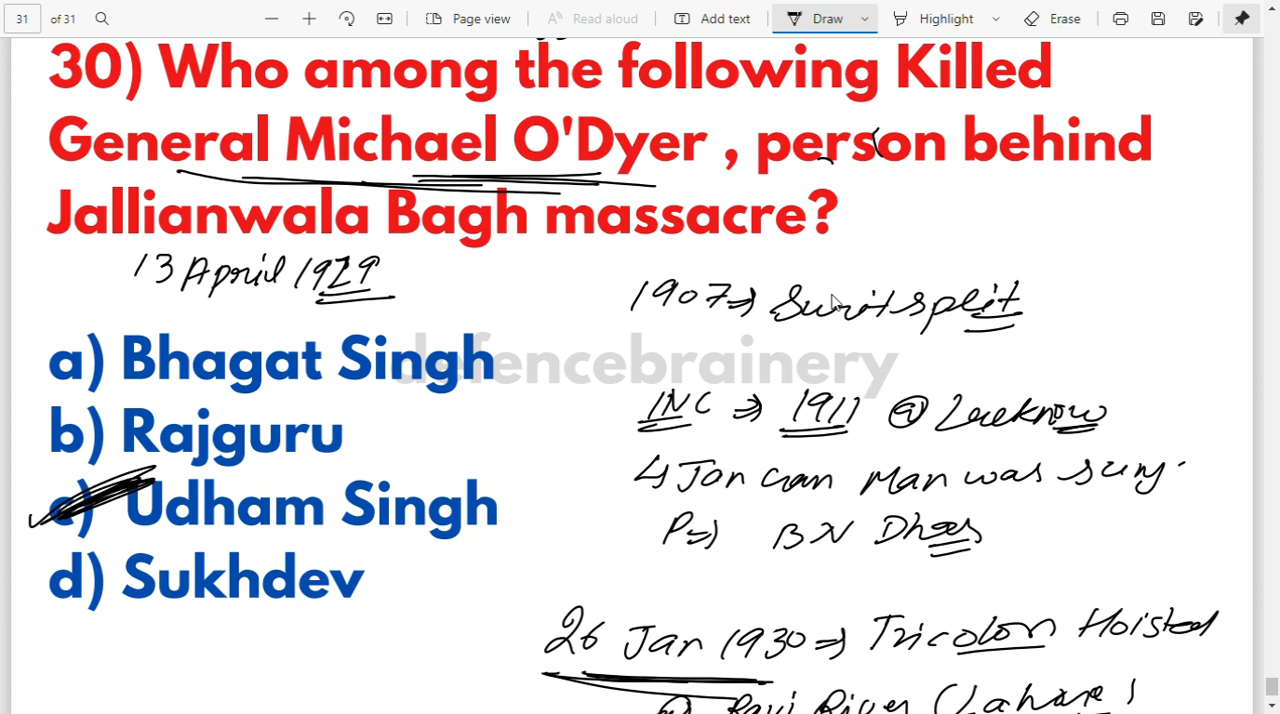 31 of 31 Page view Read aloud Add text Draw Highlight Erase
30) Who among the following Killed
General Michael O'Dyer , person behind
Jallianwala Bagh massacre?
13 April 1929
1907⇒ Surat split
a) Bhagat Singh
defencebrainery
INC ⇒ 1911 @ Lucknow
b) Rajguru
↳ Jan Gan Man was sung.
c) Udham Singh
P⇒ BN Dhar
d) Sukhdev
26 Jan 1930⇒ Tricolor Hoisted
@ Ravi River (Lahore)